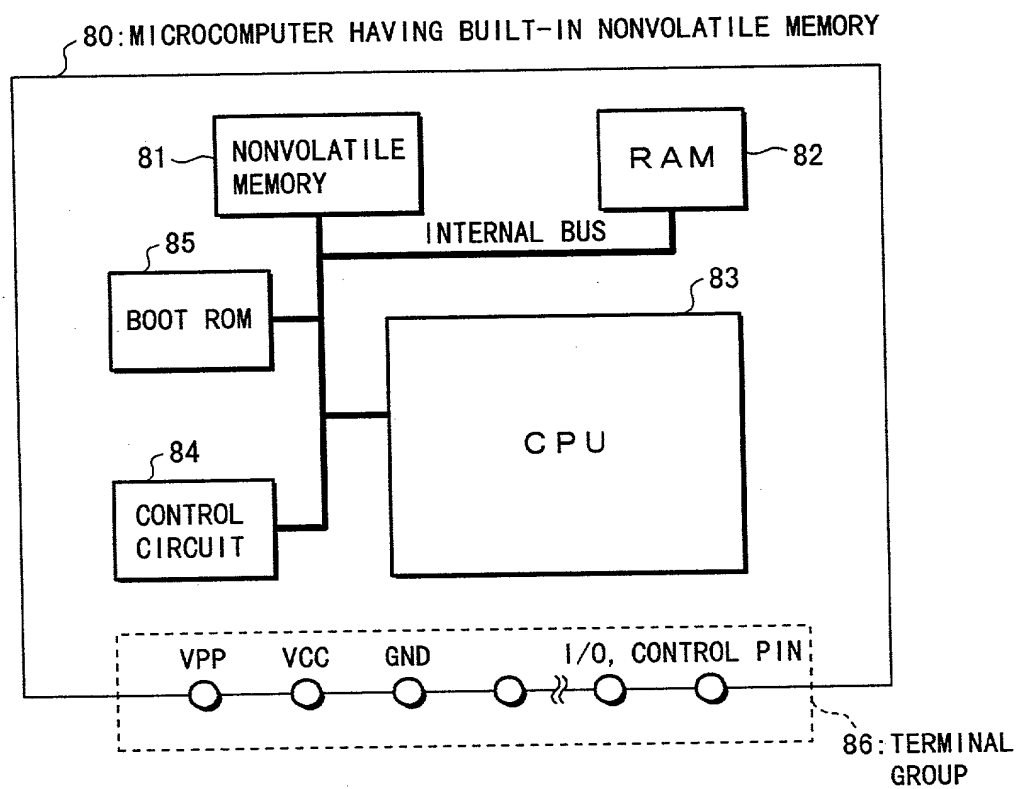 80:MICROCOMPUTER HAVING BUILT-IN NONVOLATILE MEMORY
81
NONVOLATILE
MEMORY
RAM
82
INTERNAL BUS
85
BOOT ROM
83
CPU
84
CONTROL
CIRCUIT
VPP
VCC
GND
I/O, CONTROL PIN
86:TERMINAL
GROUP